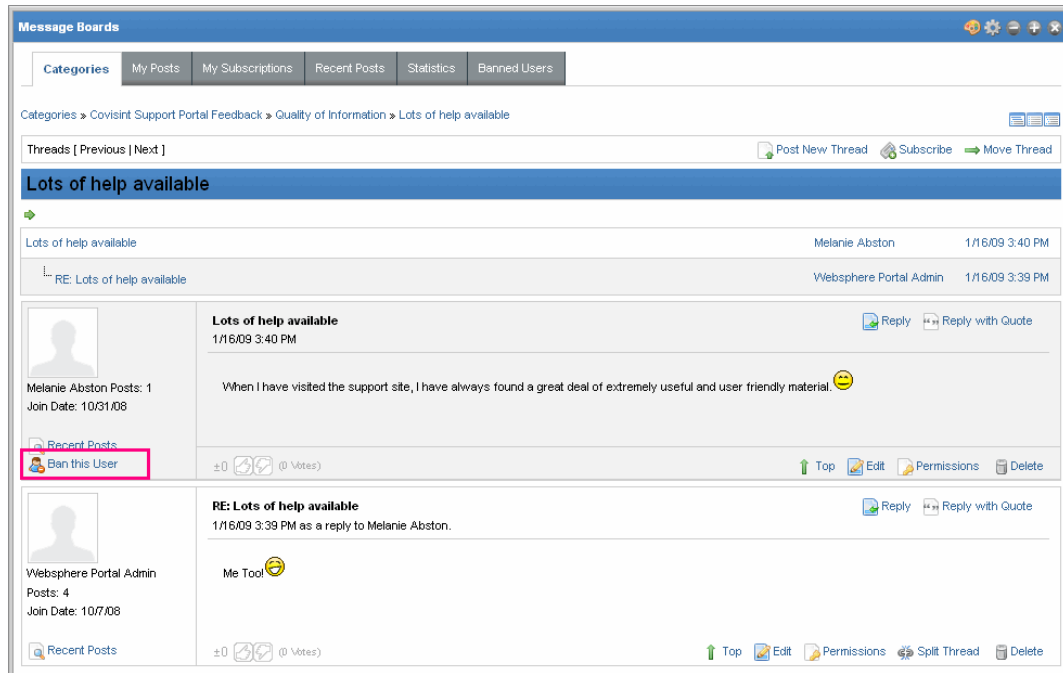 Message Boards
Categories My Posts My Subscriptions Recent Posts Statistics Banned Users
Categories » Covisint Support Portal Feedback » Quality of Information » Lots of help available
Threads [ Previous | Next ] Post New Thread Subscribe Move Thread
Lots of help available
Lots of help available Melanie Abston 1/16/09 3:40 PM
RE: Lots of help available Websphere Portal Admin 1/16/09 3:39 PM
Lots of help available Reply Reply with Quote
1/16/09 3:40 PM
When I have visited the support site, I have always found a great deal of extremely useful and user friendly material.
Melanie Abston Posts: 1
Join Date: 10/31/08
Recent Posts
Ban this User
±0 (0 Votes) Top Edit Permissions Delete
RE: Lots of help available Reply Reply with Quote
1/16/09 3:39 PM as a reply to Melanie Abston.
Me Too!
Websphere Portal Admin
Posts: 4
Join Date: 10/7/08
Recent Posts ±0 (0 Votes) Top Edit Permissions Split Thread Delete